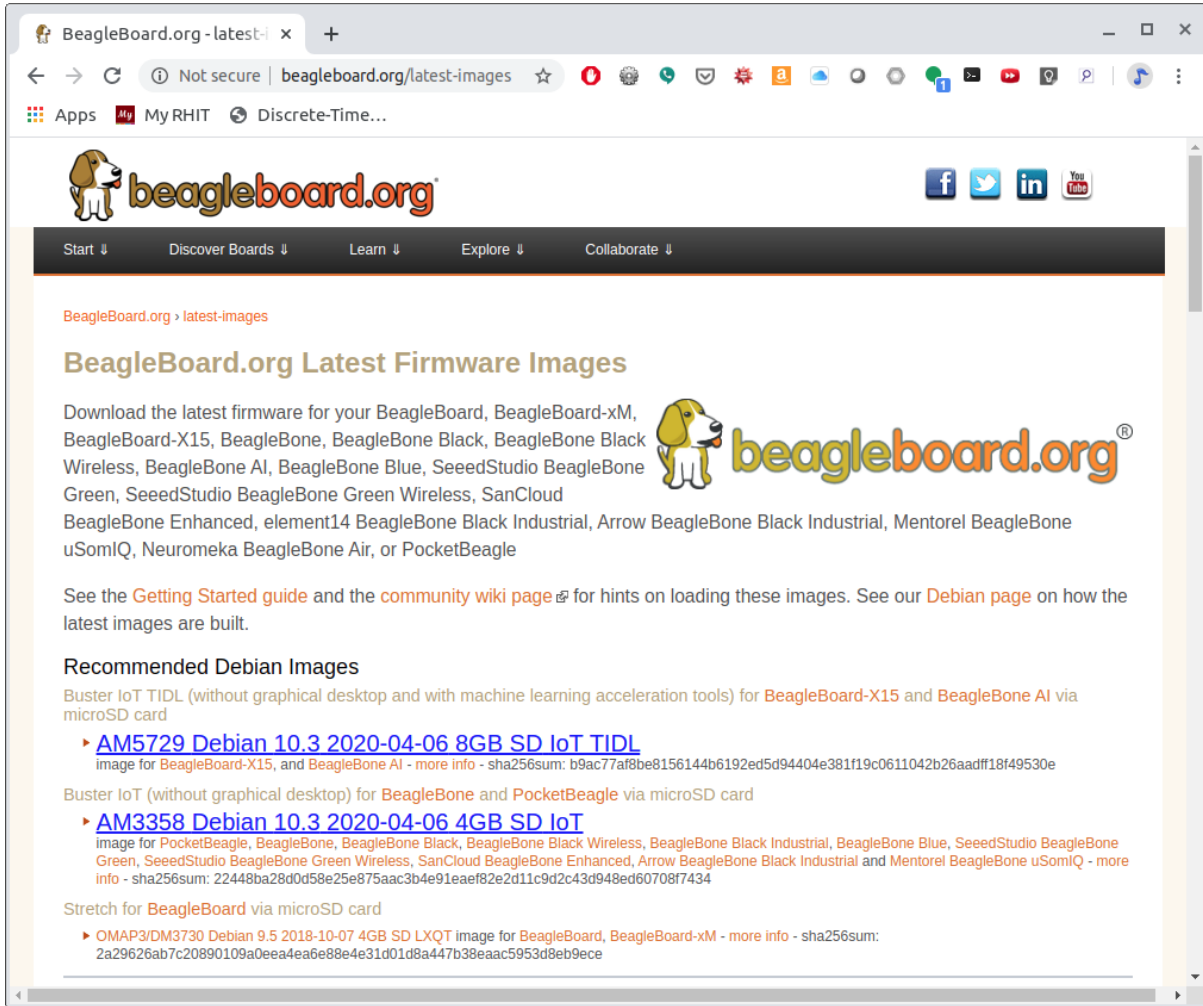 BeagleBoard.org - latest-i
Not secure | beagleboard.org/latest-images
a
1
Apps My My RHIT Discrete-Time…
beagleboard.org
f in You Tube
Start ⇓ Discover Boards ⇓ Learn ⇓ Explore ⇓ Collaborate ⇓
BeagleBoard.org › latest-images
BeagleBoard.org Latest Firmware Images
beagleboard.org®
Download the latest firmware for your BeagleBoard, BeagleBoard-xM,
BeagleBoard-X15, BeagleBone, BeagleBone Black, BeagleBone Black
Wireless, BeagleBone AI, BeagleBone Blue, SeeedStudio BeagleBone
Green, SeeedStudio BeagleBone Green Wireless, SanCloud
BeagleBone Enhanced, element14 BeagleBone Black Industrial, Arrow BeagleBone Black Industrial, Mentorel BeagleBone
uSomIQ, Neuromeka BeagleBone Air, or PocketBeagle
See the Getting Started guide and the community wiki page for hints on loading these images. See our Debian page on how the
latest images are built.
Recommended Debian Images
Buster IoT TIDL (without graphical desktop and with machine learning acceleration tools) for BeagleBoard-X15 and BeagleBone AI via
microSD card
AM5729 Debian 10.3 2020-04-06 8GB SD IoT TIDL
image for BeagleBoard-X15, and BeagleBone AI - more info - sha256sum: b9ac77af8be8156144b6192ed5d94404e381f19c0611042b26aadff18f49530e
Buster IoT (without graphical desktop) for BeagleBone and PocketBeagle via microSD card
AM3358 Debian 10.3 2020-04-06 4GB SD IoT
image for PocketBeagle, BeagleBone, BeagleBone Black, BeagleBone Black Wireless, BeagleBone Black Industrial, BeagleBone Blue, SeeedStudio BeagleBone
Green, SeeedStudio BeagleBone Green Wireless, SanCloud BeagleBone Enhanced, Arrow BeagleBone Black Industrial and Mentorel BeagleBone uSomIQ - more
info - sha256sum: 22448ba28d0d58e25e875aac3b4e91eaef82e2d11c9d2c43d948ed60708f7434
Stretch for BeagleBoard via microSD card
OMAP3/DM3730 Debian 9.5 2018-10-07 4GB SD LXQT image for BeagleBoard, BeagleBoard-xM - more info - sha256sum:
2a29626ab7c20890109a0eea4ea6e88e4e31d01d8a447b38eaac5953d8eb9ece